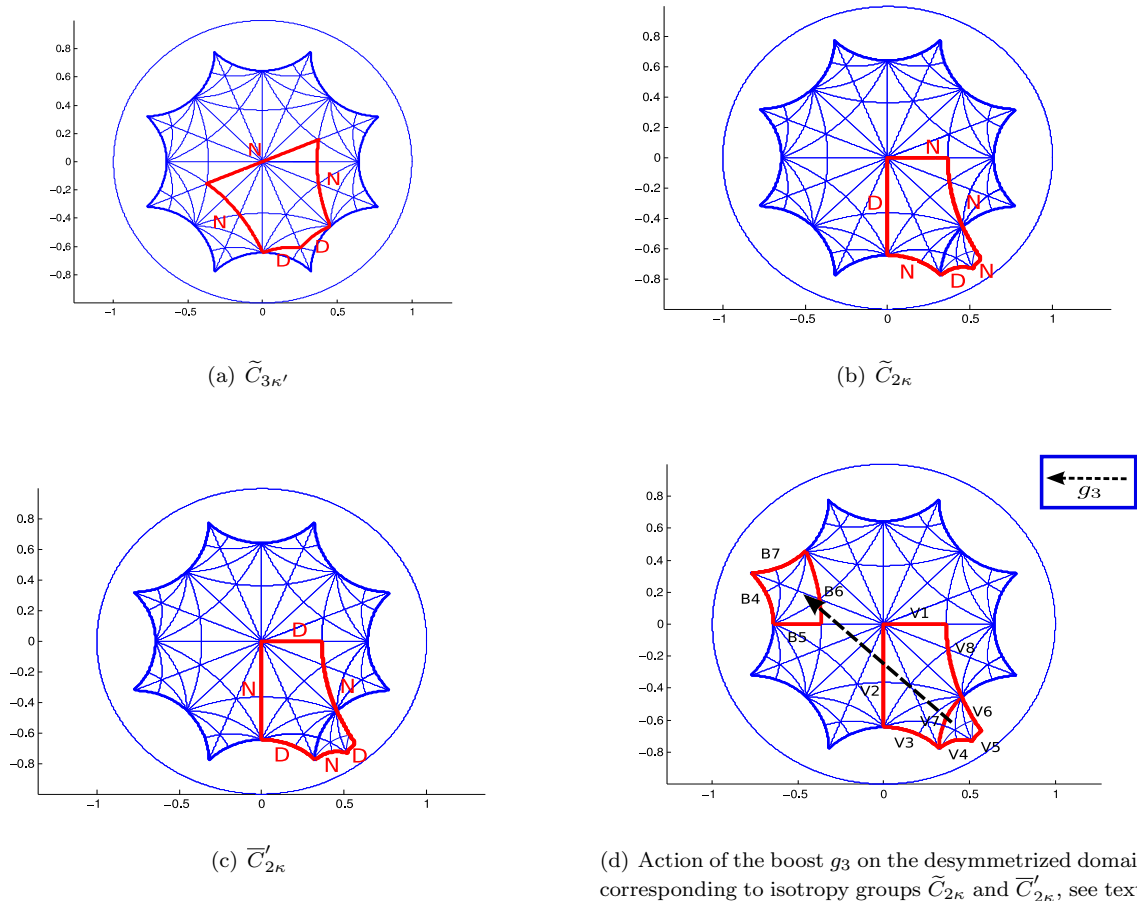 0.8
0.6
0.4
0.2
0
−0.2
−0.4
−0.6
−0.8
−1 −0.5 0 0.5 1
N
N
N
D
D
(a) C̃₃κ′
0.8
0.6
0.4
0.2
0
−0.2
−0.4
−0.6
−0.8
−1 −0.5 0 0.5 1
N
D
N
N
D
N
(b) C̃₂κ
0.8
0.6
0.4
0.2
0
−0.2
−0.4
−0.6
−0.8
−1 −0.5 0 0.5 1
D
N
N
D
N
D
(c) C̅′₂κ
g₃
0.8
0.6
0.4
0.2
0
−0.2
−0.4
−0.6
−0.8
−1 −0.5 0 0.5 1
B7
B4
B6
B5
V1
V8
V2
V7
V6
V3
V4
V5
(d) Action of the boost g₃ on the desymmetrized domai
corresponding to isotropy groups C̃₂κ and C̅′₂κ, see text